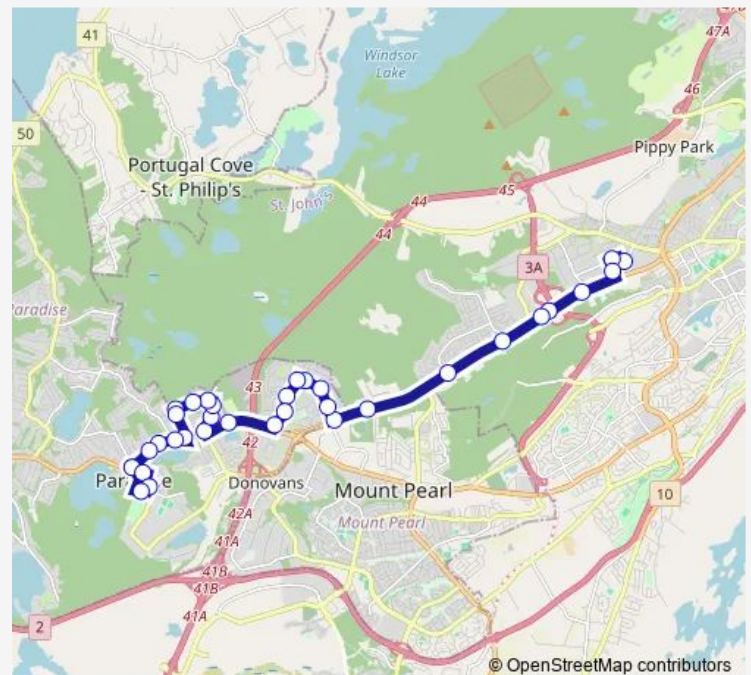 41
47A
Windsor
Lake
46
50
Pippy Park
Portugal Cove
- St. Philip's
45
44
St. John's
44
3A
Paradise
43
42
Donovans
Mount Pearl
Mount Pearl
42A
41A
10
41B
41B
2
41A
© OpenStreetMap contributors